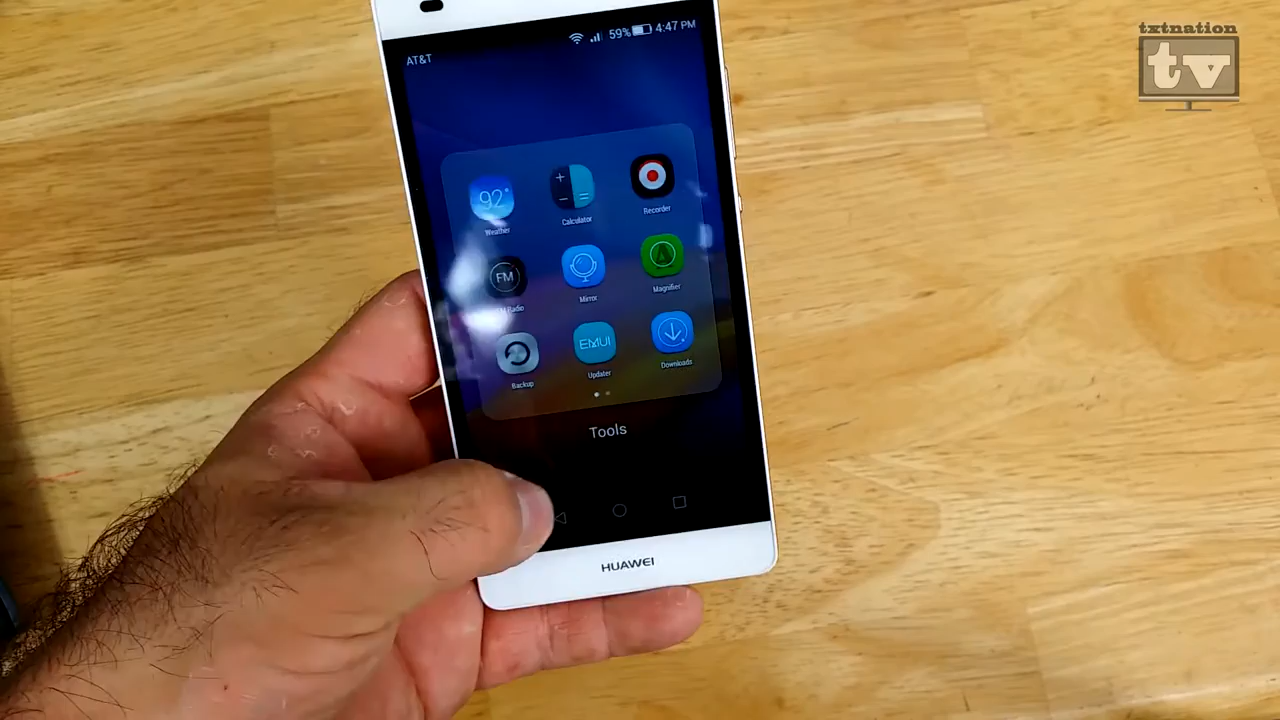 txtnation
tv
AT&T
59% 4:47 PM
92°
Weather
Calculator
Recorder
FM
Radio
Mirror
Magnifier
Backup
EMUI
Updater
Downloads
Tools
HUAWEI